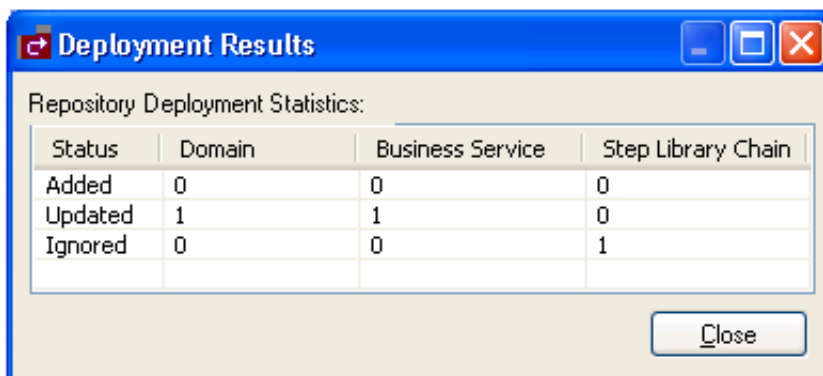 Deployment Results
Repository Deployment Statistics:
Status Domain Business Service Step Library Chain
Added 0 0 0
Updated 1 1 0
Ignored 0 0 1
Close